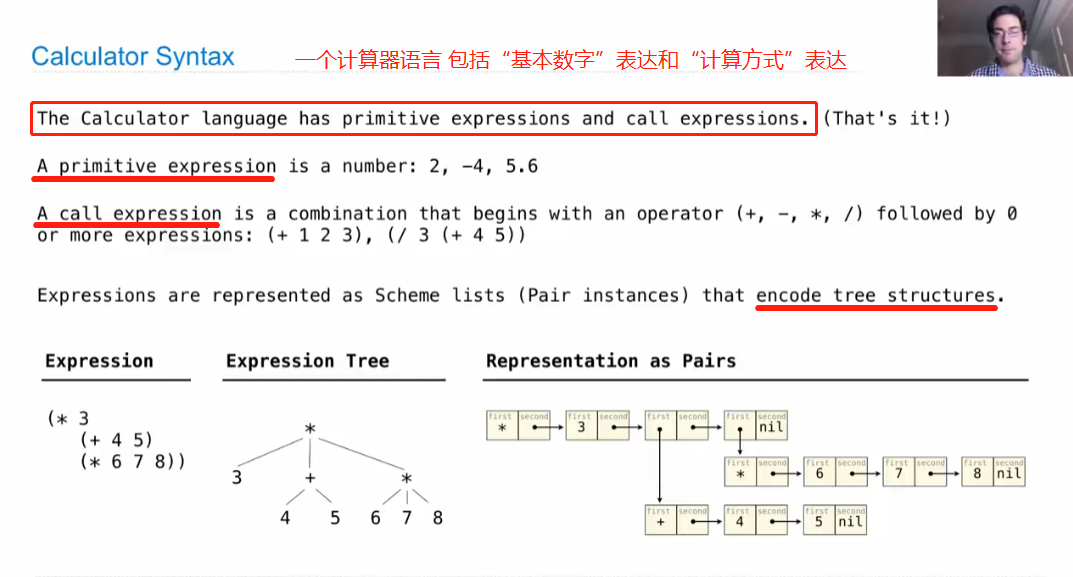 Calculator Syntax
一个计算器语言 包括“基本数字”表达和“计算方式”表达
The Calculator language has primitive expressions and call expressions. (That's it!)
A primitive expression is a number: 2, -4, 5.6
A call expression is a combination that begins with an operator (+, -, *, /) followed by 0
or more expressions: (+ 1 2 3), (/ 3 (+ 4 5))
Expressions are represented as Scheme lists (Pair instances) that encode tree structures.
Expression
(* 3
(+ 4 5)
(* 6 7 8))
Expression Tree
*
3 + *
4 5 6 7 8
Representation as Pairs
first second first second first second first second
* 3 nil
first second first second first second first second
* 6 7 8 nil
first second first second first second
+ 4 5 nil